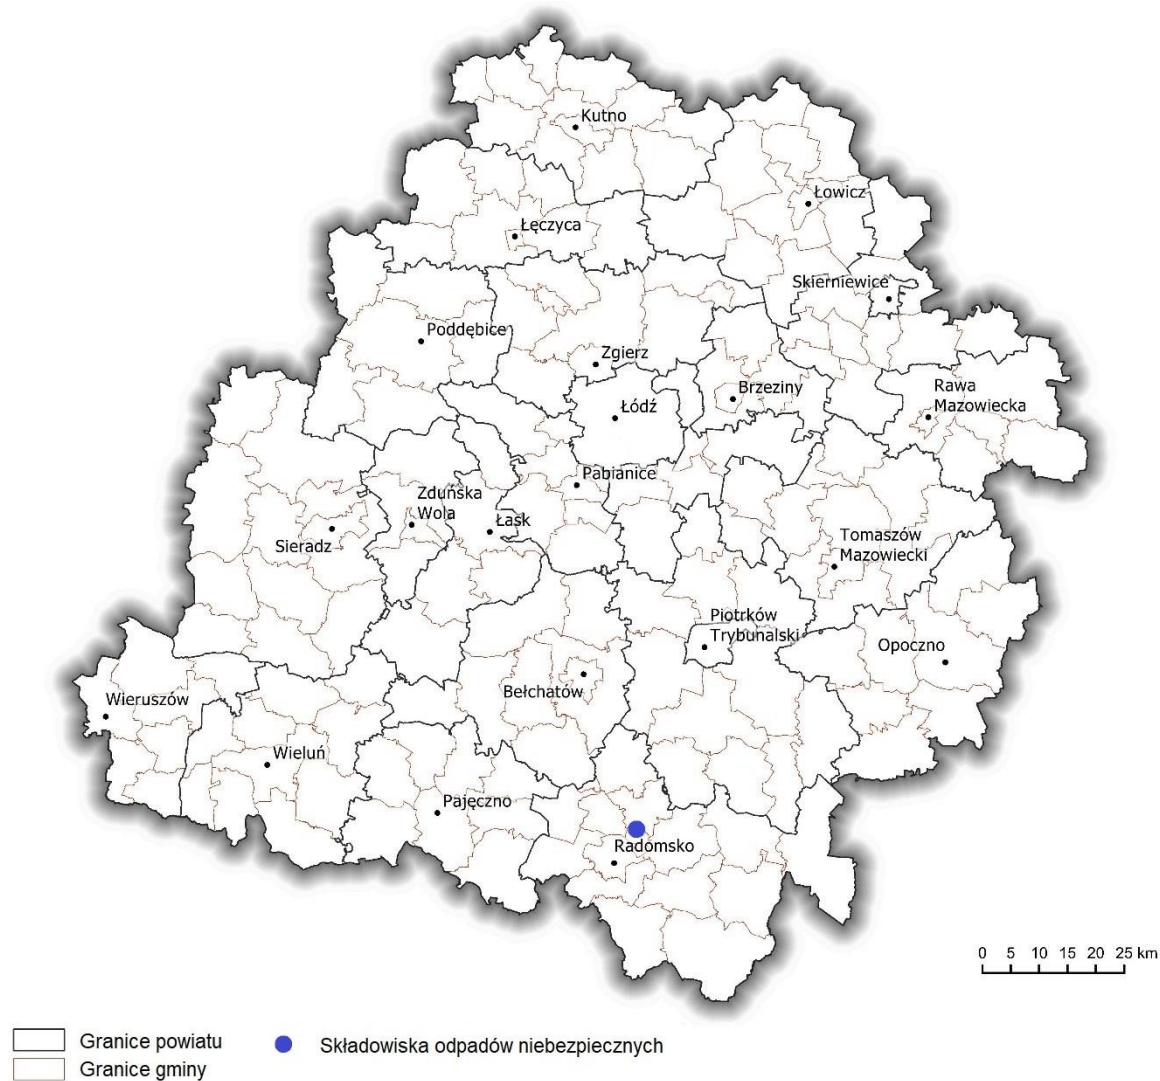 Kutno
Łowicz
Łęczyca
Skierniewice
Poddębice
Zgierz
Brzeziny
Rawa
Mazowiecka
Łódź
Pabianice
Zduńska
Wola
Łask
Sieradz
Tomaszów
Mazowiecki
Piotrków
Trybunalski
Opoczno
Bełchatów
Wieruszów
Wieluń
Pajęczno
Radomsko
0 5 10 15 20 25 km
Granice powiatu
Składowiska odpadów niebezpiecznych
Granice gminy